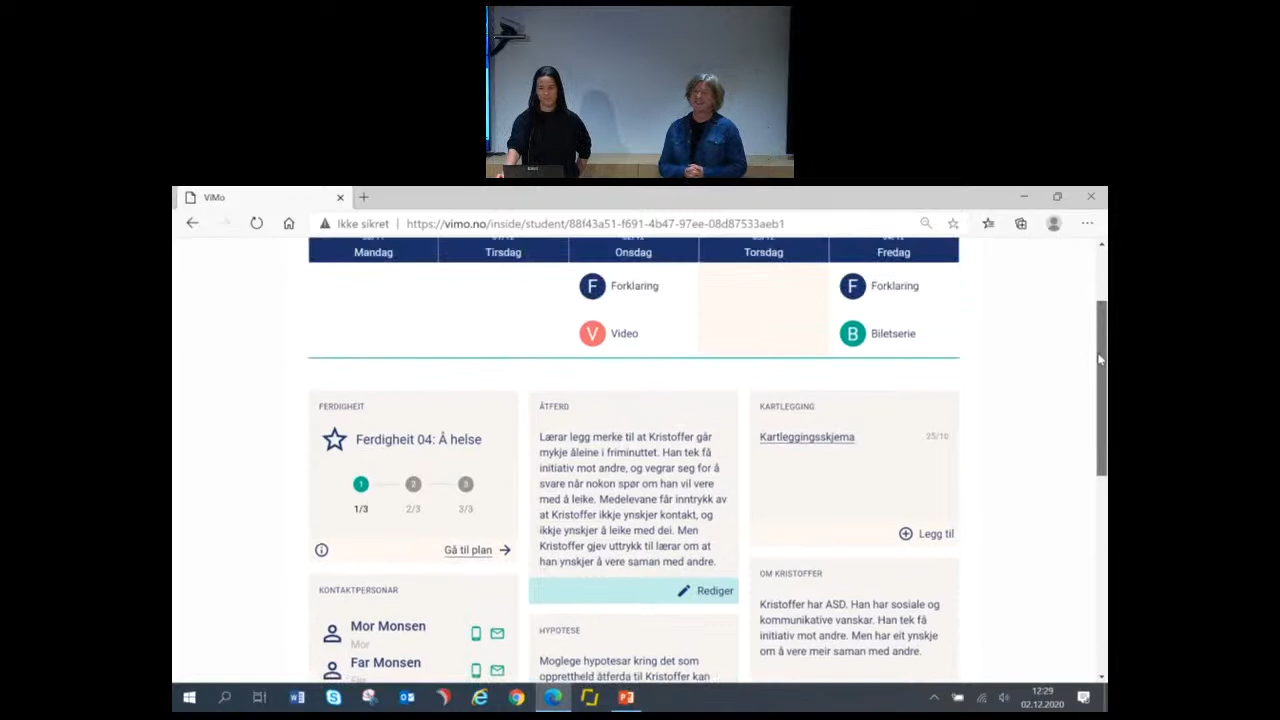 ViMo
Ikke sikret | https://vimo.no/inside/student/88f43a51-f691-4b47-97ee-08d87533aeb1
Mandag Tirsdag Onsdag Torsdag Fredag
F Forklaring F Forklaring
V Video B Biletserie
FERDIGHEIT
Ferdigheit 04: Å helse
1 2 3
1/3 2/3 3/3
Gå til plan
KONTAKTPERSONAR
Mor Monsen
Mor
Far Monsen
ÅTFERD
Lærar legg merke til at Kristoffer går
mykje åleine i friminuttet. Han tek få
initiativ mot andre, og vegrar seg for å
svare når nokon spør om han vil vere
med å leike. Medelevane får inntrykk av
at Kristoffer ikkje ynskjer kontakt, og
ikkje ynskjer å leike med dei. Men
Kristoffer gjev uttrykk til lærar om at
han ynskjer å vere saman med andre.
Rediger
HYPOTESE
Moglege hypotesar kring det som
opprettheld åtferda til Kristoffer kan
KARTLEGGING
Kartleggingsskjema 25/10
Legg til
OM KRISTOFFER
Kristoffer har ASD. Han har sosiale og
kommunikative vanskar. Han tek få
initiativ mot andre. Men har eit ynskje
om å vere meir saman med andre.
12:29
02.12.2020